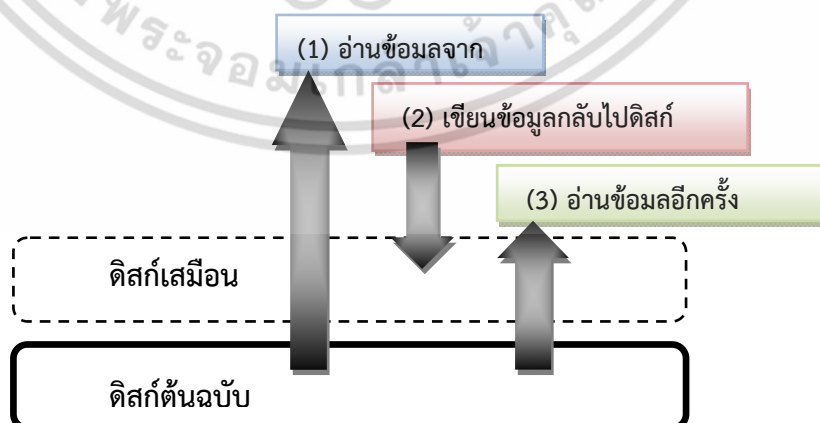 (1) อ่านข้อมลจาก
(2) เขียนข้อมูลกลับไปดิสก์
(3) อ่านข้อมลอีกครั้ง
ดิสก์เสมือน
ดิสก์ต้นฉบับ